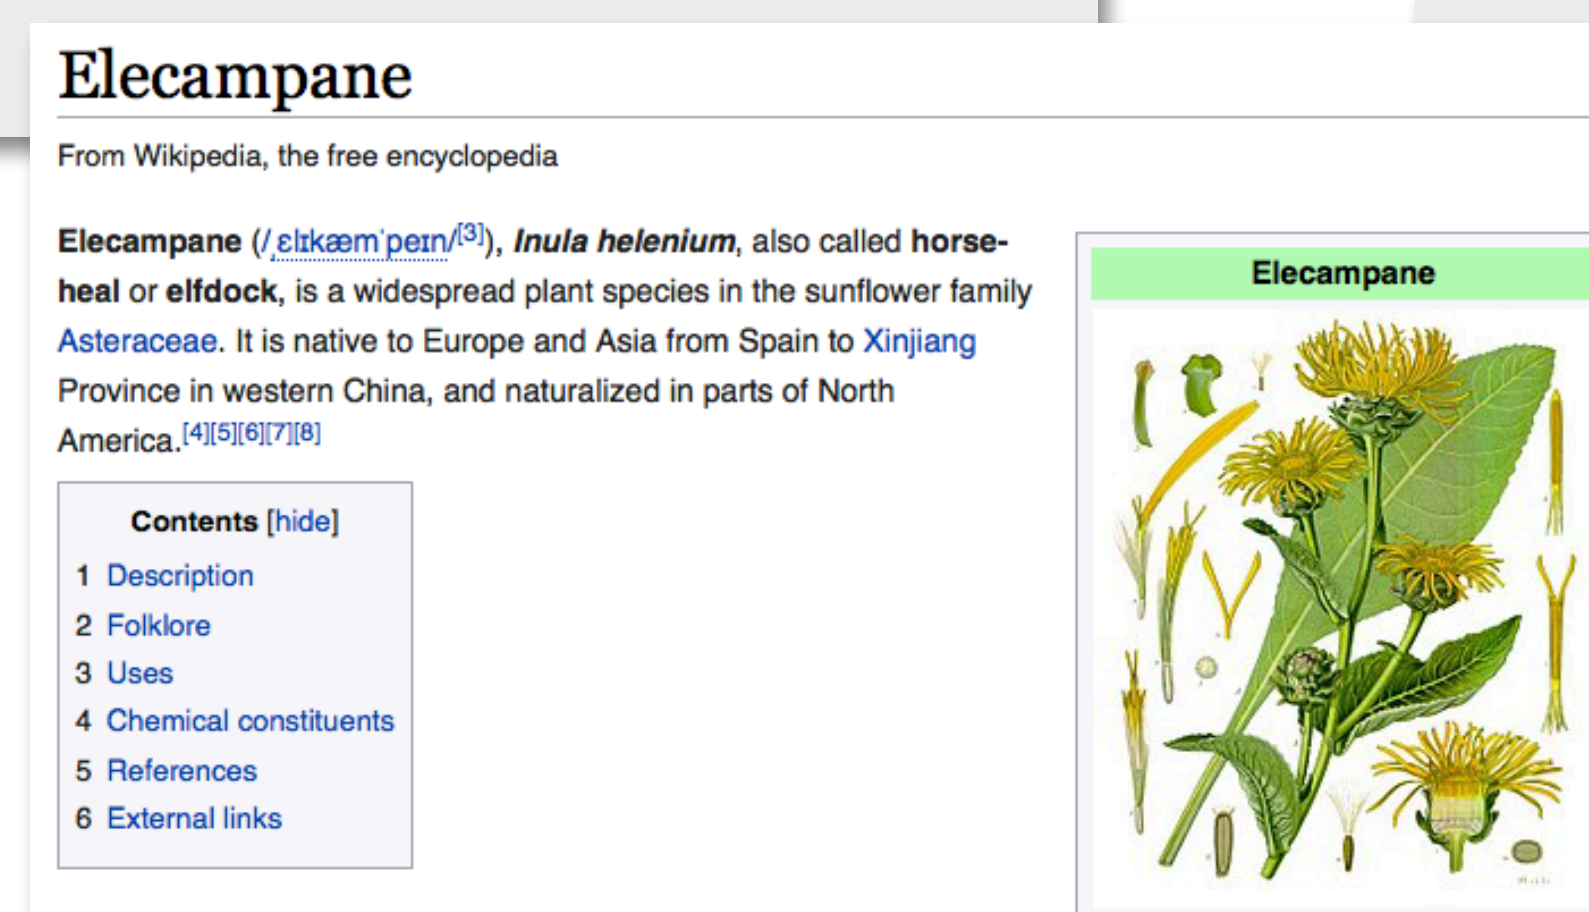 Elecampane
From Wikipedia, the free encyclopedia
Elecampane (/ˌɛlɪkæmˈpeɪn/[3]), Inula helenium, also called horse-
heal or elfdock, is a widespread plant species in the sunflower family
Asteraceae. It is native to Europe and Asia from Spain to Xinjiang
Province in western China, and naturalized in parts of North
America.[4][5][6][7][8]
Contents [hide]
1 Description
2 Folklore
3 Uses
4 Chemical constituents
5 References
6 External links
Elecampane